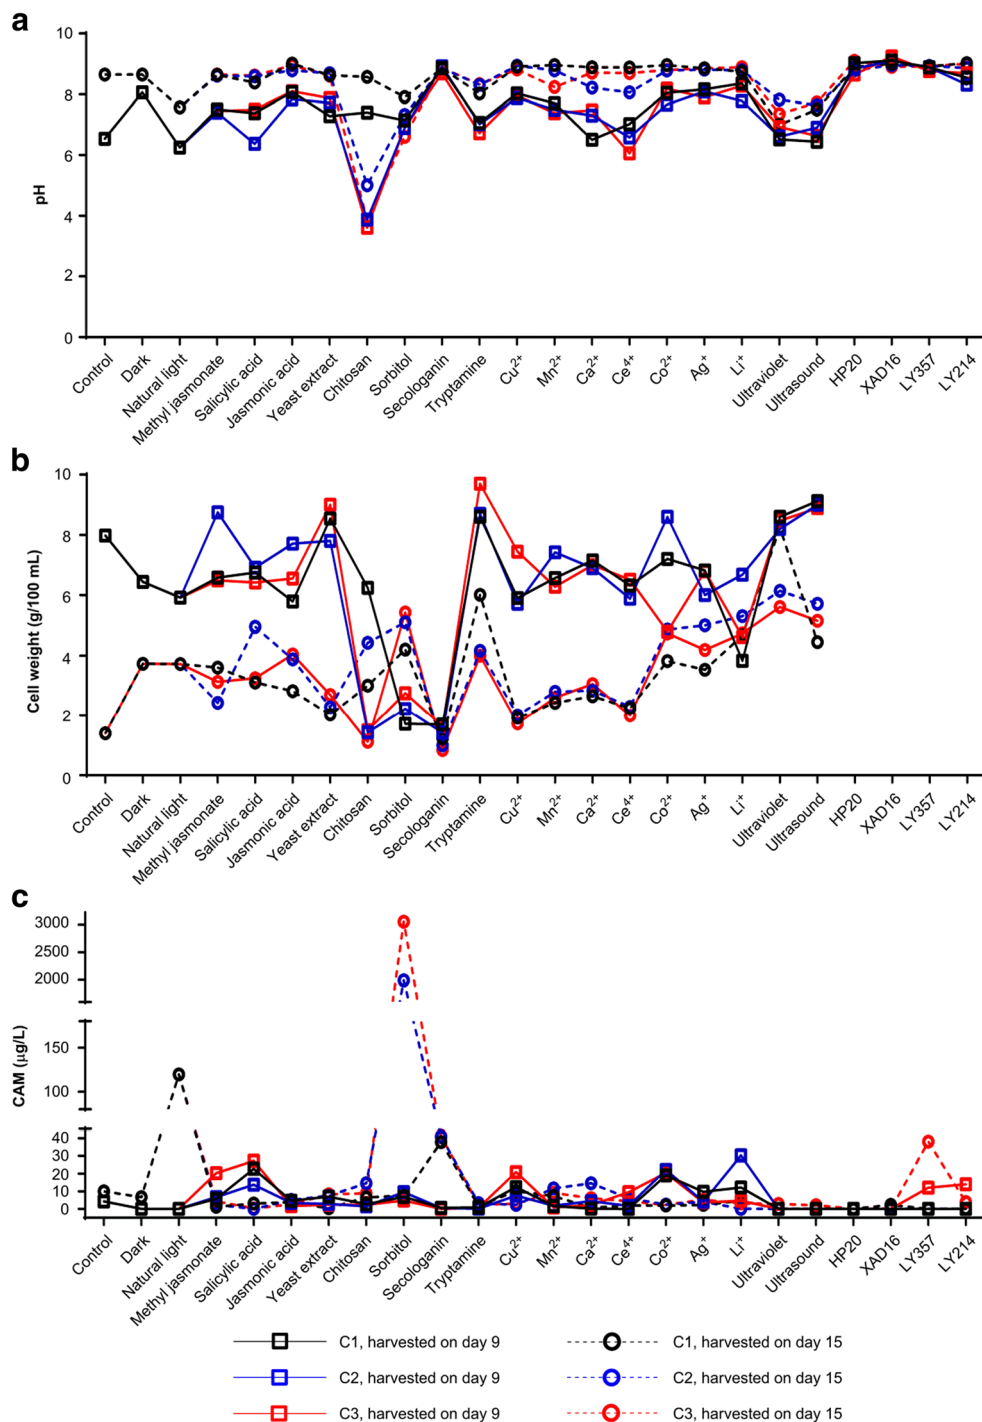 a
10
8
6
4
2
0
pH
Control
Dark
Natural light
Methyl jasmonate
Salicylic acid
Jasmonic acid
Yeast extract
Chitosan
Sorbitol
Secologanin
Tryptamine
Cu²⁺
Mn²⁺
Ca²⁺
Ce⁴⁺
Co²⁺
Ag⁺
Li⁺
Ultraviolet
Ultrasound
HP20
XAD16
LY357
LY214
b
10
8
6
4
2
0
Cell weight (g/100 mL)
Control
Dark
Natural light
Methyl jasmonate
Salicylic acid
Jasmonic acid
Yeast extract
Chitosan
Sorbitol
Secologanin
Tryptamine
Cu²⁺
Mn²⁺
Ca²⁺
Ce⁴⁺
Co²⁺
Ag⁺
Li⁺
Ultraviolet
Ultrasound
HP20
XAD16
LY357
LY214
c
3000
2500
2000
150
100
40
30
20
10
0
CAM (µg/L)
Control
Dark
Natural light
Methyl jasmonate
Salicylic acid
Jasmonic acid
Yeast extract
Chitosan
Sorbitol
Secologanin
Tryptamine
Cu²⁺
Mn²⁺
Ca²⁺
Ce⁴⁺
Co²⁺
Ag⁺
Li⁺
Ultraviolet
Ultrasound
HP20
XAD16
LY357
LY214
C1, harvested on day 9
C1, harvested on day 15
C2, harvested on day 9
C2, harvested on day 15
C3, harvested on day 9
C3, harvested on day 15